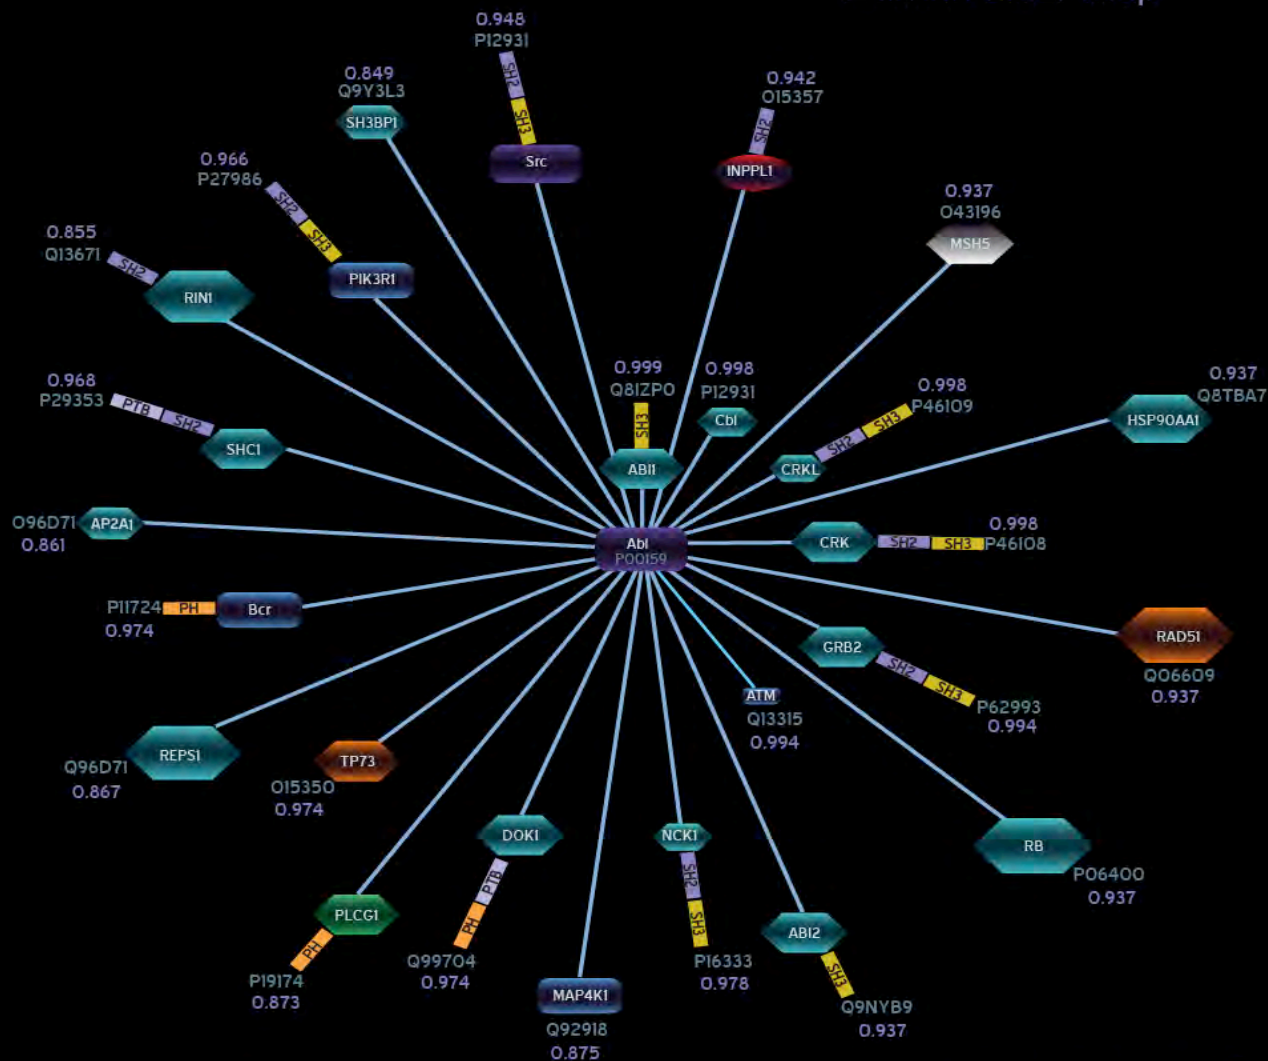 0.948
P12931
SH2
SH3
Src
0.849
Q9Y3L3
SH3BP1
0.942
O15357
SH2
INPPL1
0.966
P27986
SH2
SH3
PIK3R1
0.937
O43196
MSH5
0.855
Q13671
SH2
RIN1
0.999
Q8IZP0
SH3
ABI1
0.998
P12931
Cbl
0.998
P46109
SH2
SH3
CRKL
0.937
Q8TBA7
HSP90AA1
0.968
P29353
PTB
SH2
SHC1
O96D71
AP2A1
0.861
Abl
P00159
CRK
SH2
SH3
0.998
P46108
P11724
PH
Bcr
0.974
GRB2
SH2
SH3
P62993
0.994
RAD51
Q06609
0.937
ATM
Q13315
0.994
REPS1
Q96D71
0.867
TP73
O15350
0.974
DOK1
PTB
PH
Q99704
0.974
NCK1
SH2
SH3
P16333
0.978
RB
P06400
0.937
PLCG1
PH
P19174
0.873
ABI2
SH3
Q9NYB9
0.937
MAP4K1
Q92918
0.875